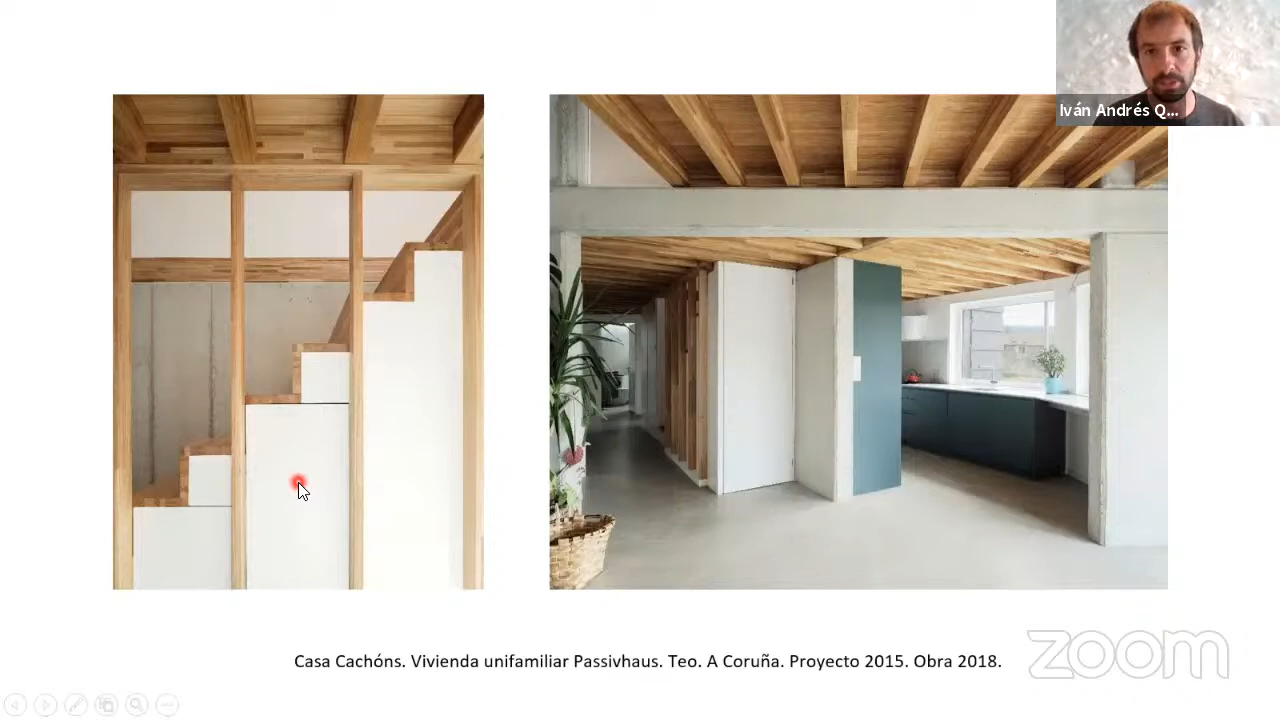 Iván Andrés Q...
Casa Cachóns. Vivienda unifamiliar Passivhaus. Teo. A Coruña. Proyecto 2015. Obra 2018.
zoom